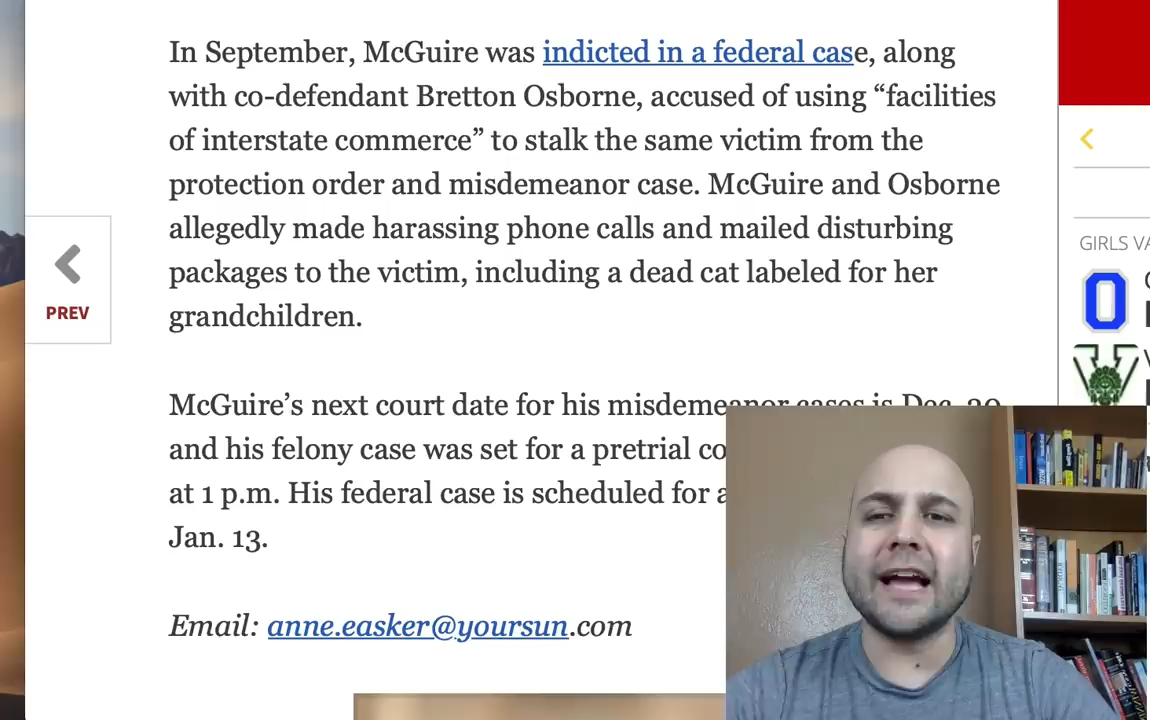 In September, McGuire was indicted in a federal case, along
with co-defendant Bretton Osborne, accused of using “facilities
of interstate commerce” to stalk the same victim from the
protection order and misdemeanor case. McGuire and Osborne
allegedly made harassing phone calls and mailed disturbing
packages to the victim, including a dead cat labeled for her
grandchildren.
PREV
McGuire’s next court date for his misdemeanor cases is Dec.
and his felony case was set for a pretrial co
at 1 p.m. His federal case is scheduled for a
Jan. 13.
Email: anne.easker@yoursun.com
GIRLS VA
O
V